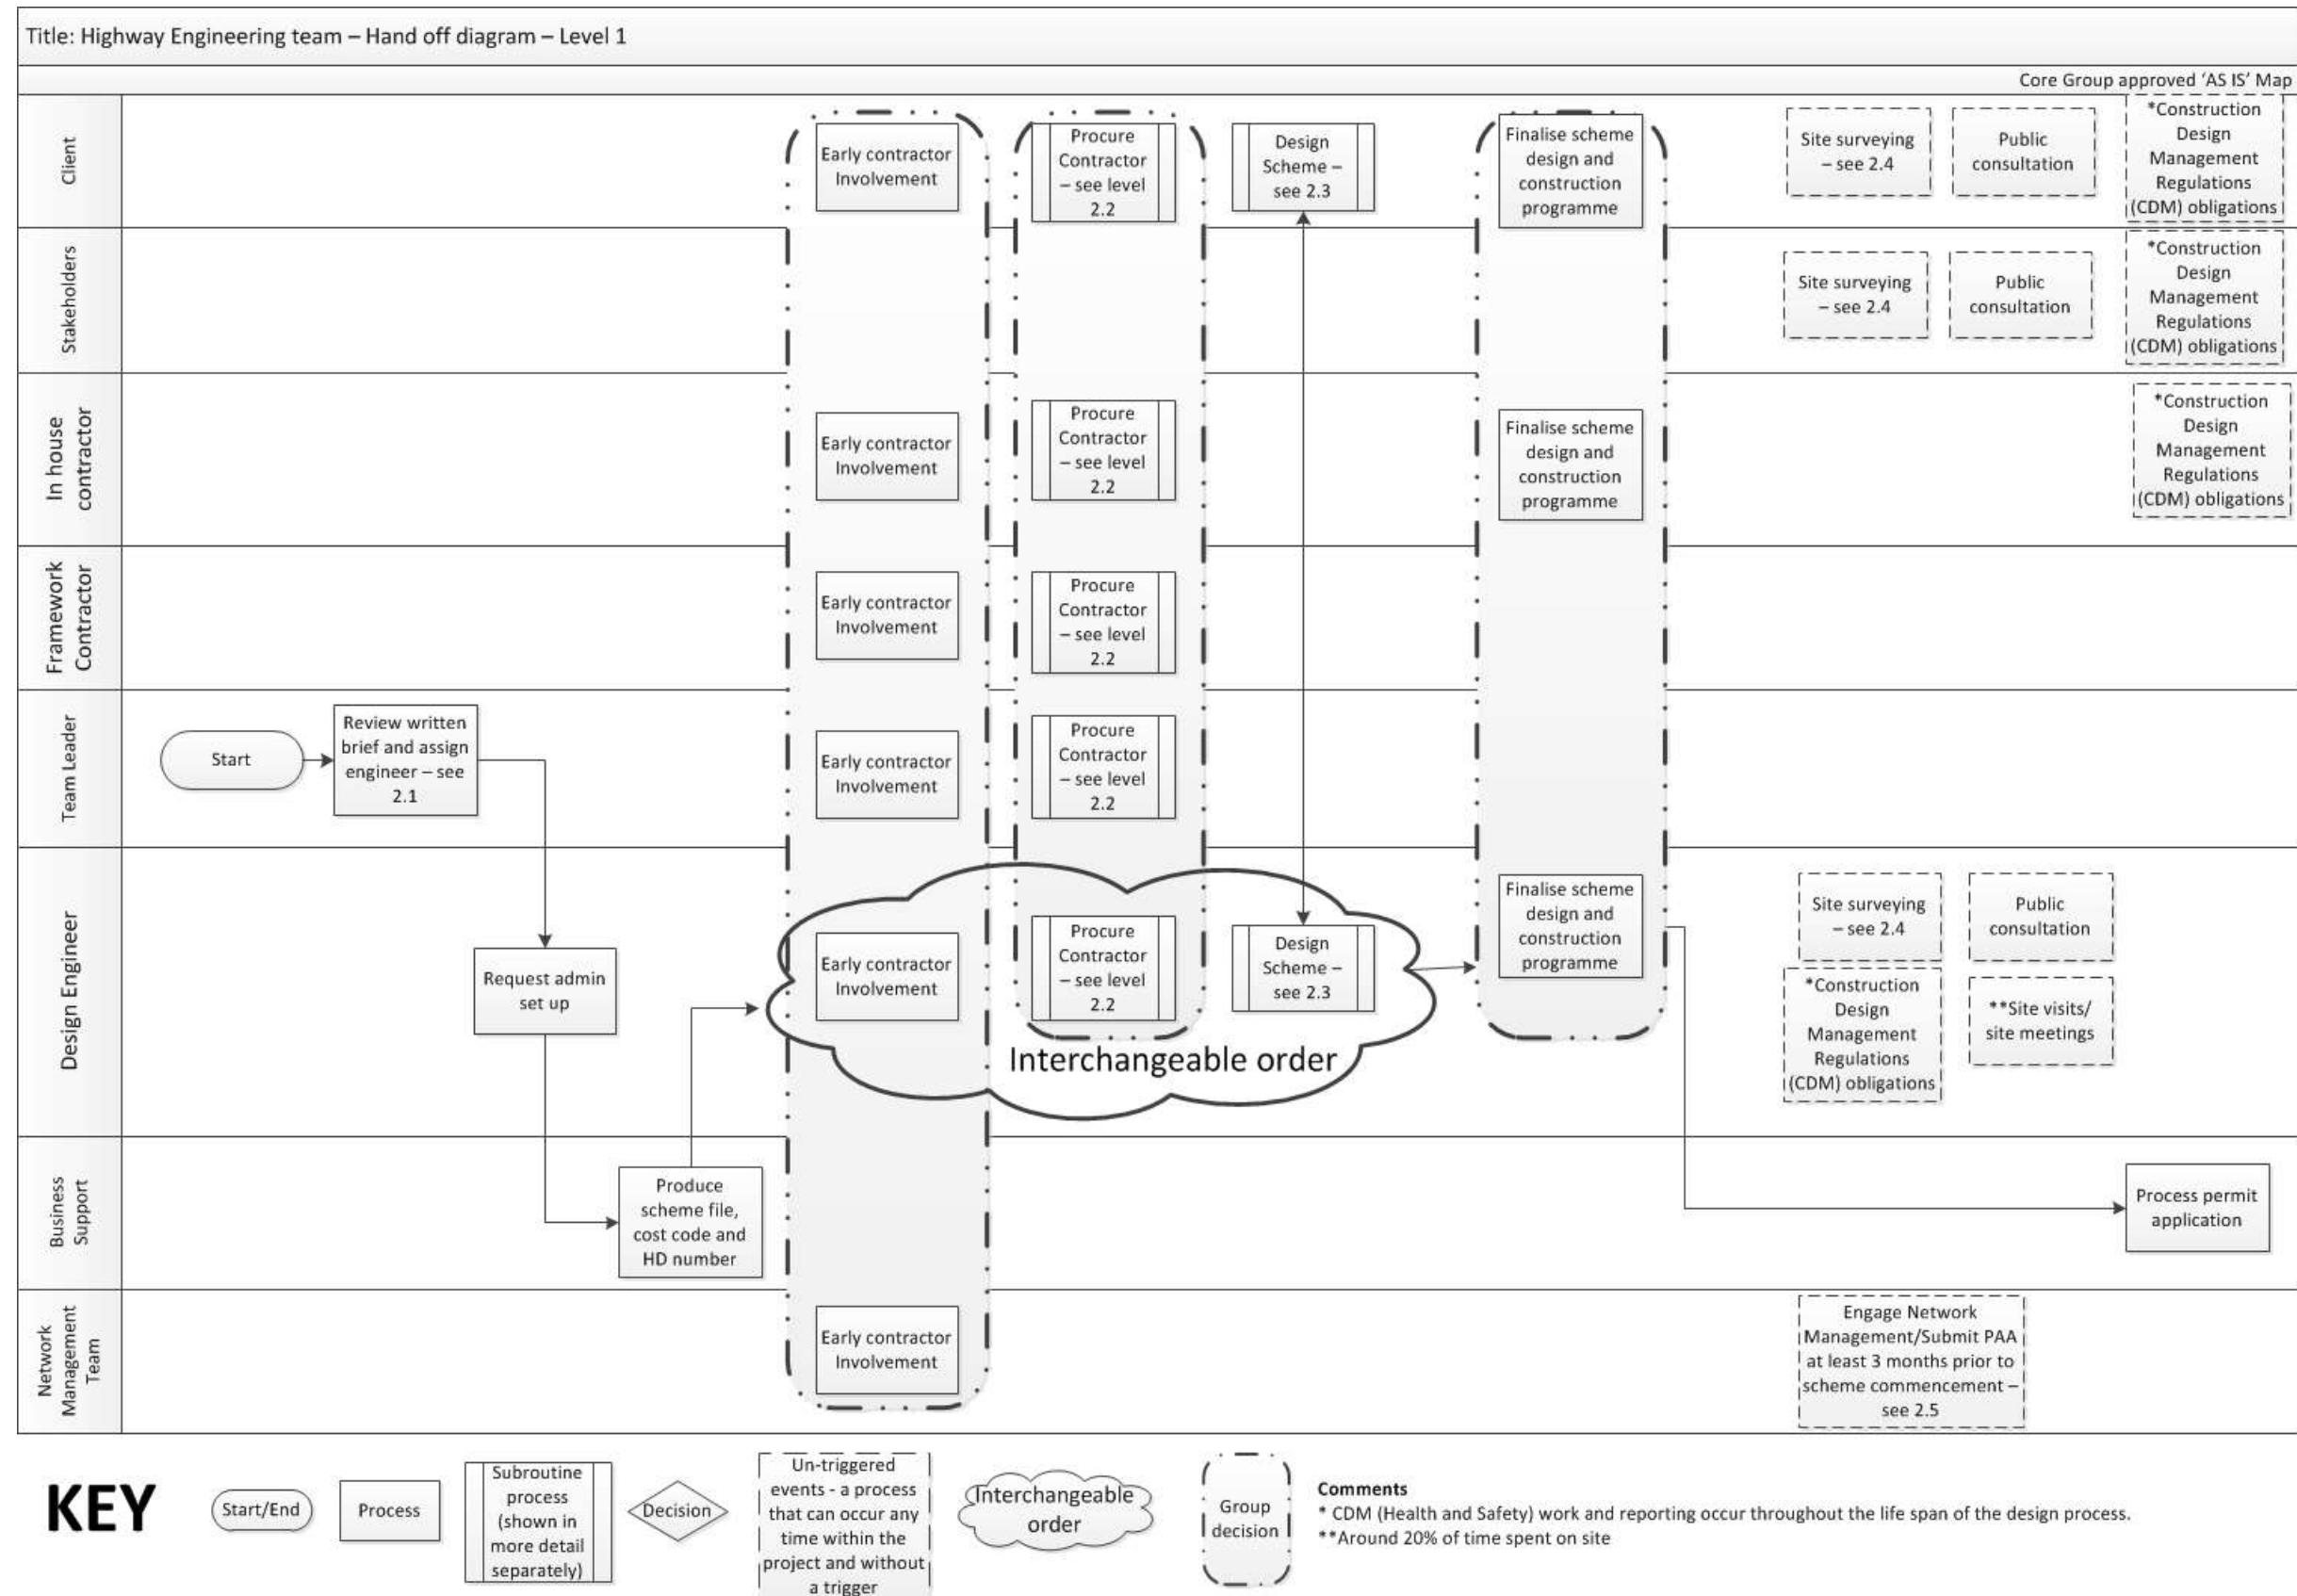 Title: Highway Engineering team – Hand off diagram – Level 1
Core Group approved ‘AS IS’ Map
Client
Early contractor
Involvement
Procure
Contractor
– see level
2.2
Design
Scheme –
see 2.3
Finalise scheme
design and
construction
programme
Site surveying
– see 2.4
Public
consultation
*Construction
Design
Management
Regulations
(CDM) obligations
Stakeholders
Site surveying
– see 2.4
Public
consultation
*Construction
Design
Management
Regulations
(CDM) obligations
In house
contractor
Early contractor
Involvement
Procure
Contractor
– see level
2.2
Finalise scheme
design and
construction
programme
*Construction
Design
Management
Regulations
(CDM) obligations
Framework
Contractor
Early contractor
Involvement
Procure
Contractor
– see level
2.2
Team Leader
Start
Review written
brief and assign
engineer – see
2.1
Early contractor
Involvement
Procure
Contractor
– see level
2.2
Design Engineer
Request admin
set up
Early contractor
Involvement
Procure
Contractor
– see level
2.2
Design
Scheme –
see 2.3
Interchangeable order
Finalise scheme
design and
construction
programme
Site surveying
– see 2.4
Public
consultation
*Construction
Design
Management
Regulations
(CDM) obligations
**Site visits/
site meetings
Business
Support
Produce
scheme file,
cost code and
HD number
Process permit
application
Network
Management
Team
Early contractor
Involvement
Engage Network
Management/Submit PAA
at least 3 months prior to
scheme commencement –
see 2.5
KEY
Start/End
Process
Subroutine
process
(shown in
more detail
separately)
Decision
Un-triggered
events - a process
that can occur any
time within the
project and without
a trigger
Interchangeable
order
Group
decision
Comments
* CDM (Health and Safety) work and reporting occur throughout the life span of the design process.
**Around 20% of time spent on site